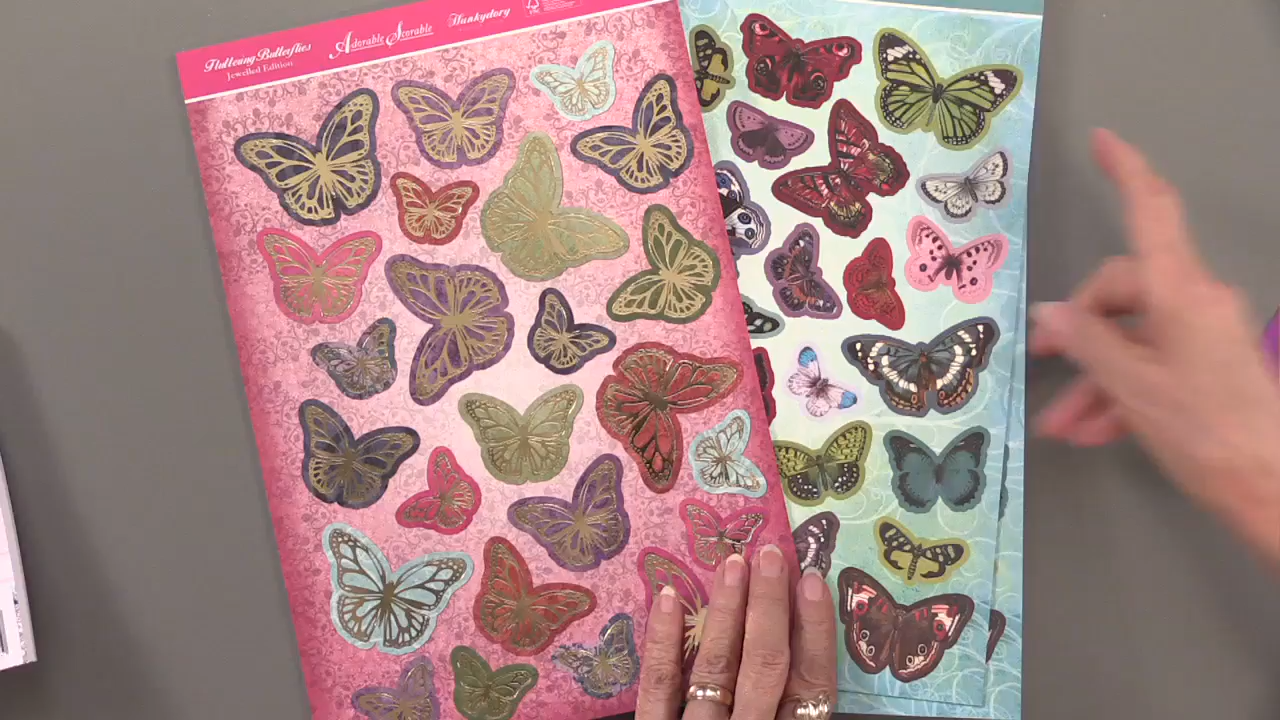 Fluttering Butterflies
Jewelled Edition
Adorable Scorable
Hunkydory